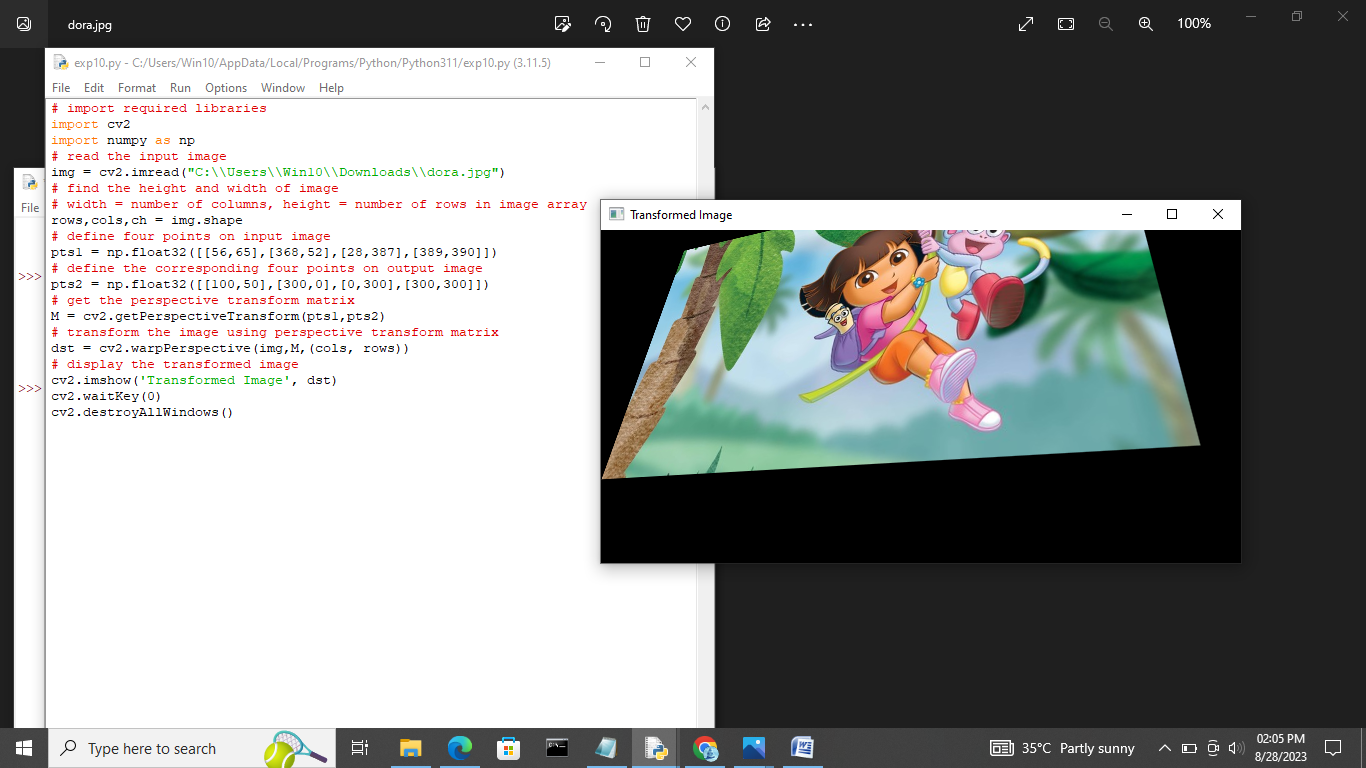 dora.jpg
100%
exp10.py - C:/Users/Win10/AppData/Local/Programs/Python/Python311/exp10.py (3.11.5)
File Edit Format Run Options Window Help
# import required libraries
import cv2
import numpy as np
# read the input image
img = cv2.imread("C:\\Users\\Win10\\Downloads\\dora.jpg")
# find the height and width of image
# width = number of columns, height = number of rows in image array
rows,cols,ch = img.shape
# define four points on input image
pts1 = np.float32([[56,65],[368,52],[28,387],[389,390]])
# define the corresponding four points on output image
pts2 = np.float32([[100,50],[300,0],[0,300],[300,300]])
# get the perspective transform matrix
M = cv2.getPerspectiveTransform(pts1,pts2)
# transform the image using perspective transform matrix
dst = cv2.warpPerspective(img,M,(cols, rows))
# display the transformed image
cv2.imshow('Transformed Image', dst)
cv2.waitKey(0)
cv2.destroyAllWindows()
File
>>>
>>>
Transformed Image
Type here to search
35°C Partly sunny
02:05 PM
8/28/2023